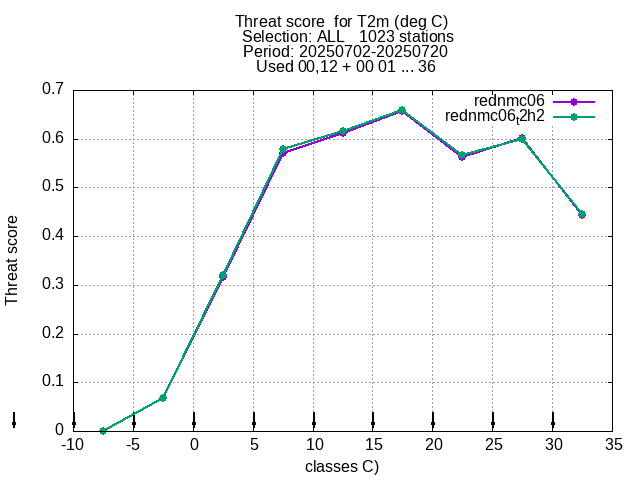 Threat score  for T2m (deg C)
Selection: ALL   1023 stations
Period: 20250702-20250720
Used 00,12 + 00 01 ... 36
rednmc06
rednmc06t2h2
0.7
0.6
0.5
0.4
0.3
0.2
0.1
0
Threat score
-10 -5 0 5 10 15 20 25 30 35
classes C)